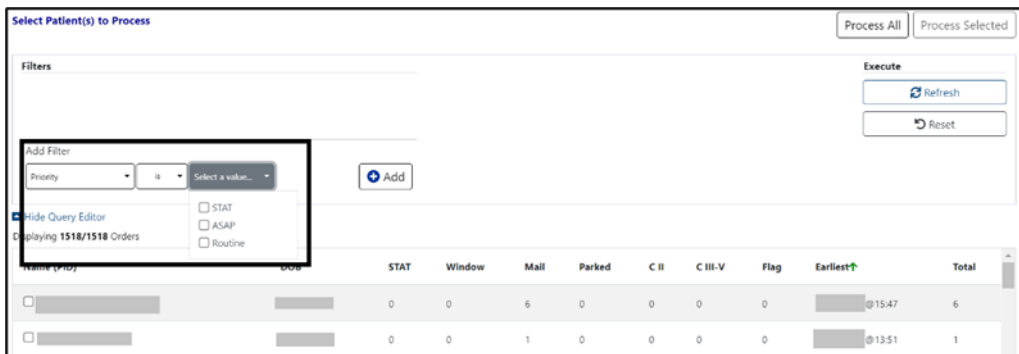 Select Patient(s) to Process
Process All
Process Selected
Filters
Execute
Refresh
Reset
Add Filter
Priority
is
Select a value...
Add
STAT
ASAP
Routine
Hide Query Editor
Displaying 1518/1518 Orders
Name (PID) DOB STAT Window Mail Parked C II C III-V Flag Earliest Total
0 0 6 0 0 0 0 @15:47 6
0 0 1 0 0 0 0 @13:51 1